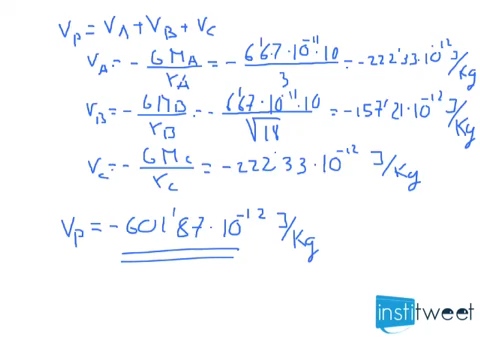 Vp = VA + VB + VC
VA = - GMA/rA = - 6'67·10⁻¹¹·10/3 = -222'33·10⁻¹² J/Kg
VB = - GMB/rB = - 6'67·10⁻¹¹·10/√18 = -157'21·10⁻¹² J/Kg
Vc = - GMc/rc = -222'33·10⁻¹² J/Kg
Vp = -601'87·10⁻¹² J/Kg
institweet